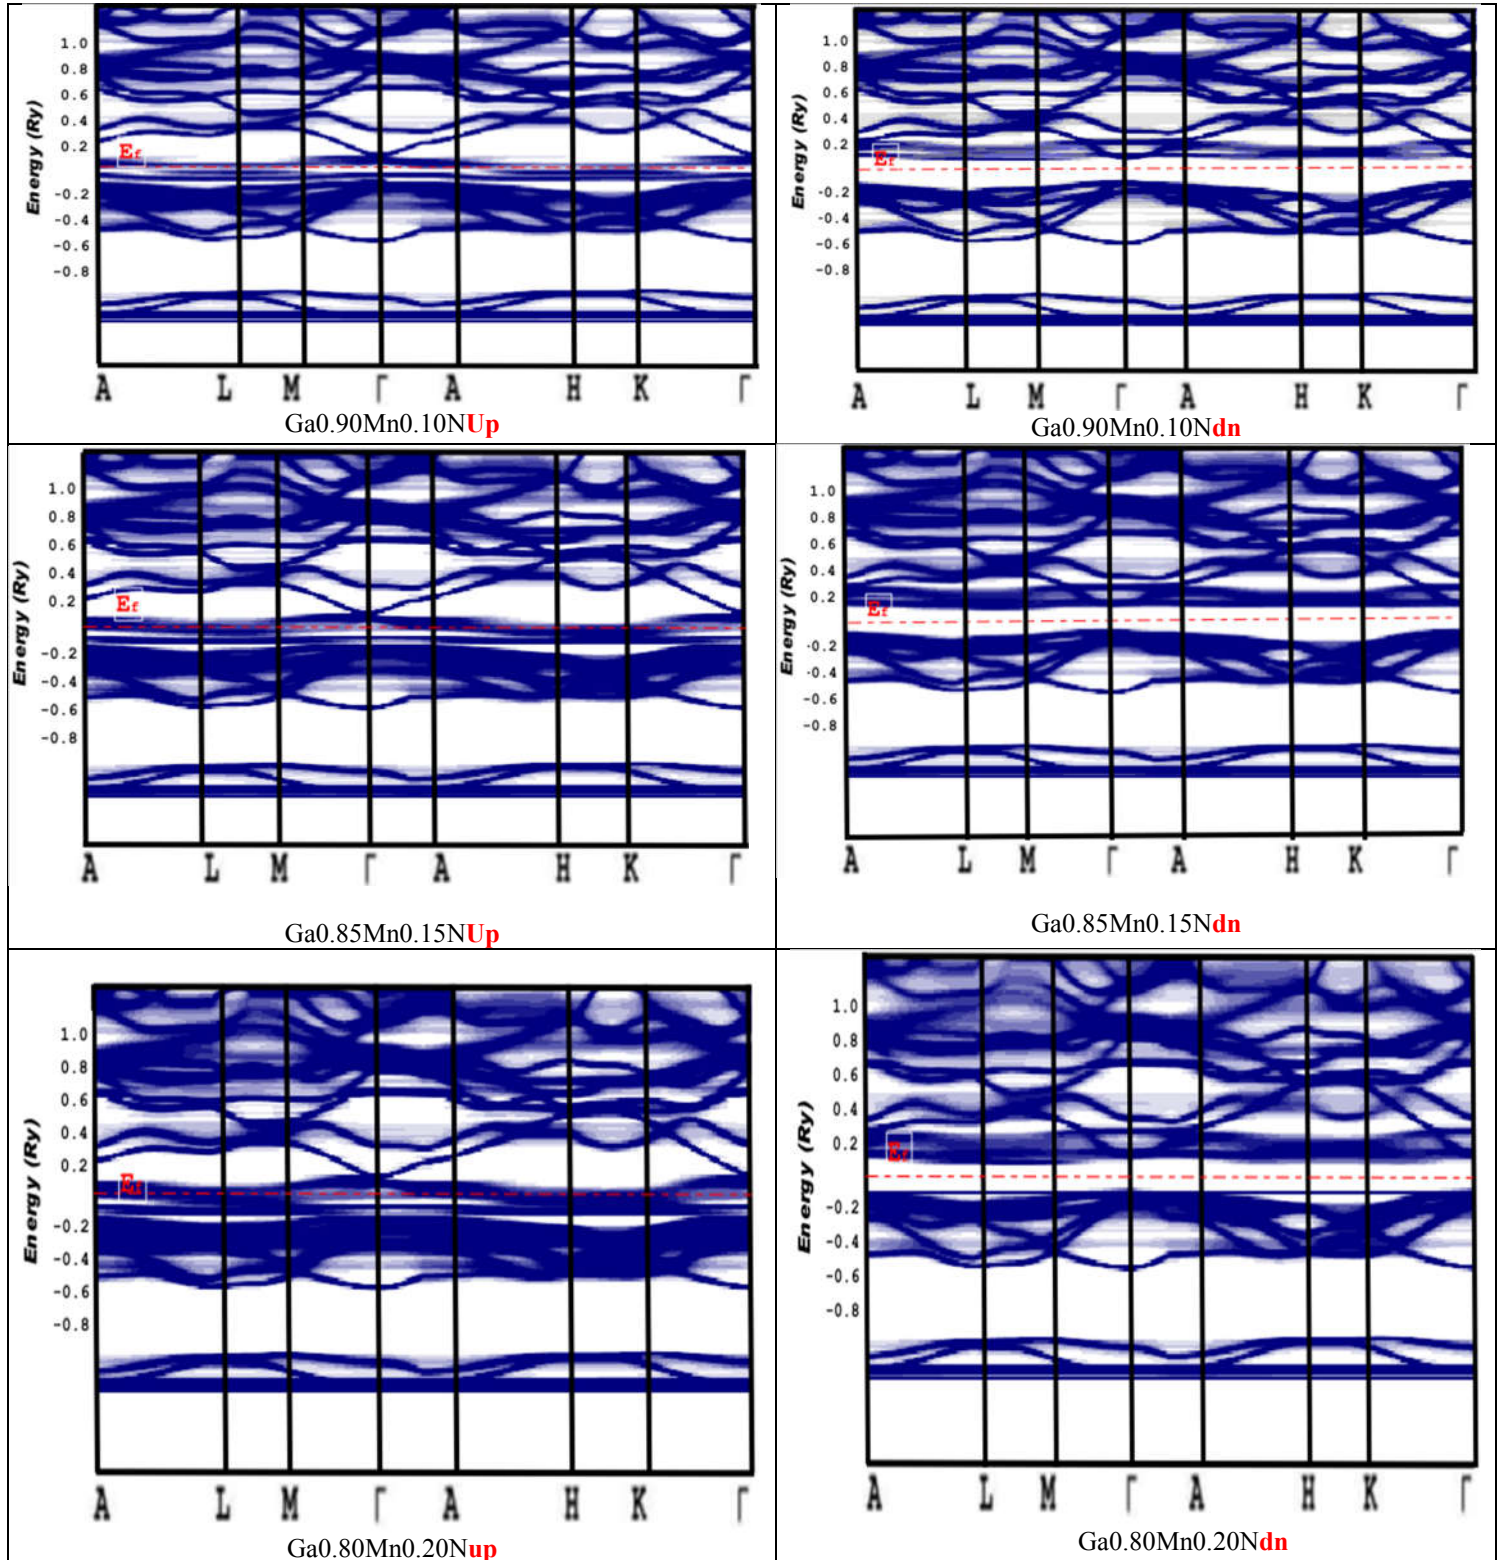 1.0
0.8
0.6
0.4
0.2
-0.2
-0.4
-0.6
-0.8
Energy (Ry)
Ef
A L M Γ A H K Γ
Ga0.90Mn0.10NUp
1.0
0.8
0.6
0.4
0.2
-0.2
-0.4
-0.6
-0.8
Energy (Ry)
Ef
A L M Γ A H K Γ
Ga0.90Mn0.10Ndn
1.0
0.8
0.6
0.4
0.2
-0.2
-0.4
-0.6
-0.8
Energy (Ry)
Ef
A L M Γ A H K Γ
Ga0.85Mn0.15NUp
1.0
0.8
0.6
0.4
0.2
-0.2
-0.4
-0.6
-0.8
Energy (Ry)
Ef
A L M Γ A H K Γ
Ga0.85Mn0.15Ndn
1.0
0.8
0.6
0.4
0.2
-0.2
-0.4
-0.6
-0.8
Energy (Ry)
Ef
A L M Γ A H K Γ
Ga0.80Mn0.20Nup
1.0
0.8
0.6
0.4
0.2
-0.2
-0.4
-0.6
-0.8
Energy (Ry)
Ef
A L M Γ A H K Γ
Ga0.80Mn0.20Ndn